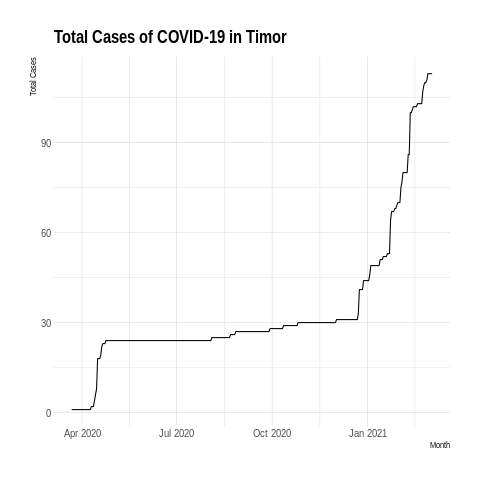 Total Cases of COVID-19 in Timor
Total Cases
90
60
30
0
Apr 2020 Jul 2020 Oct 2020 Jan 2021
Month